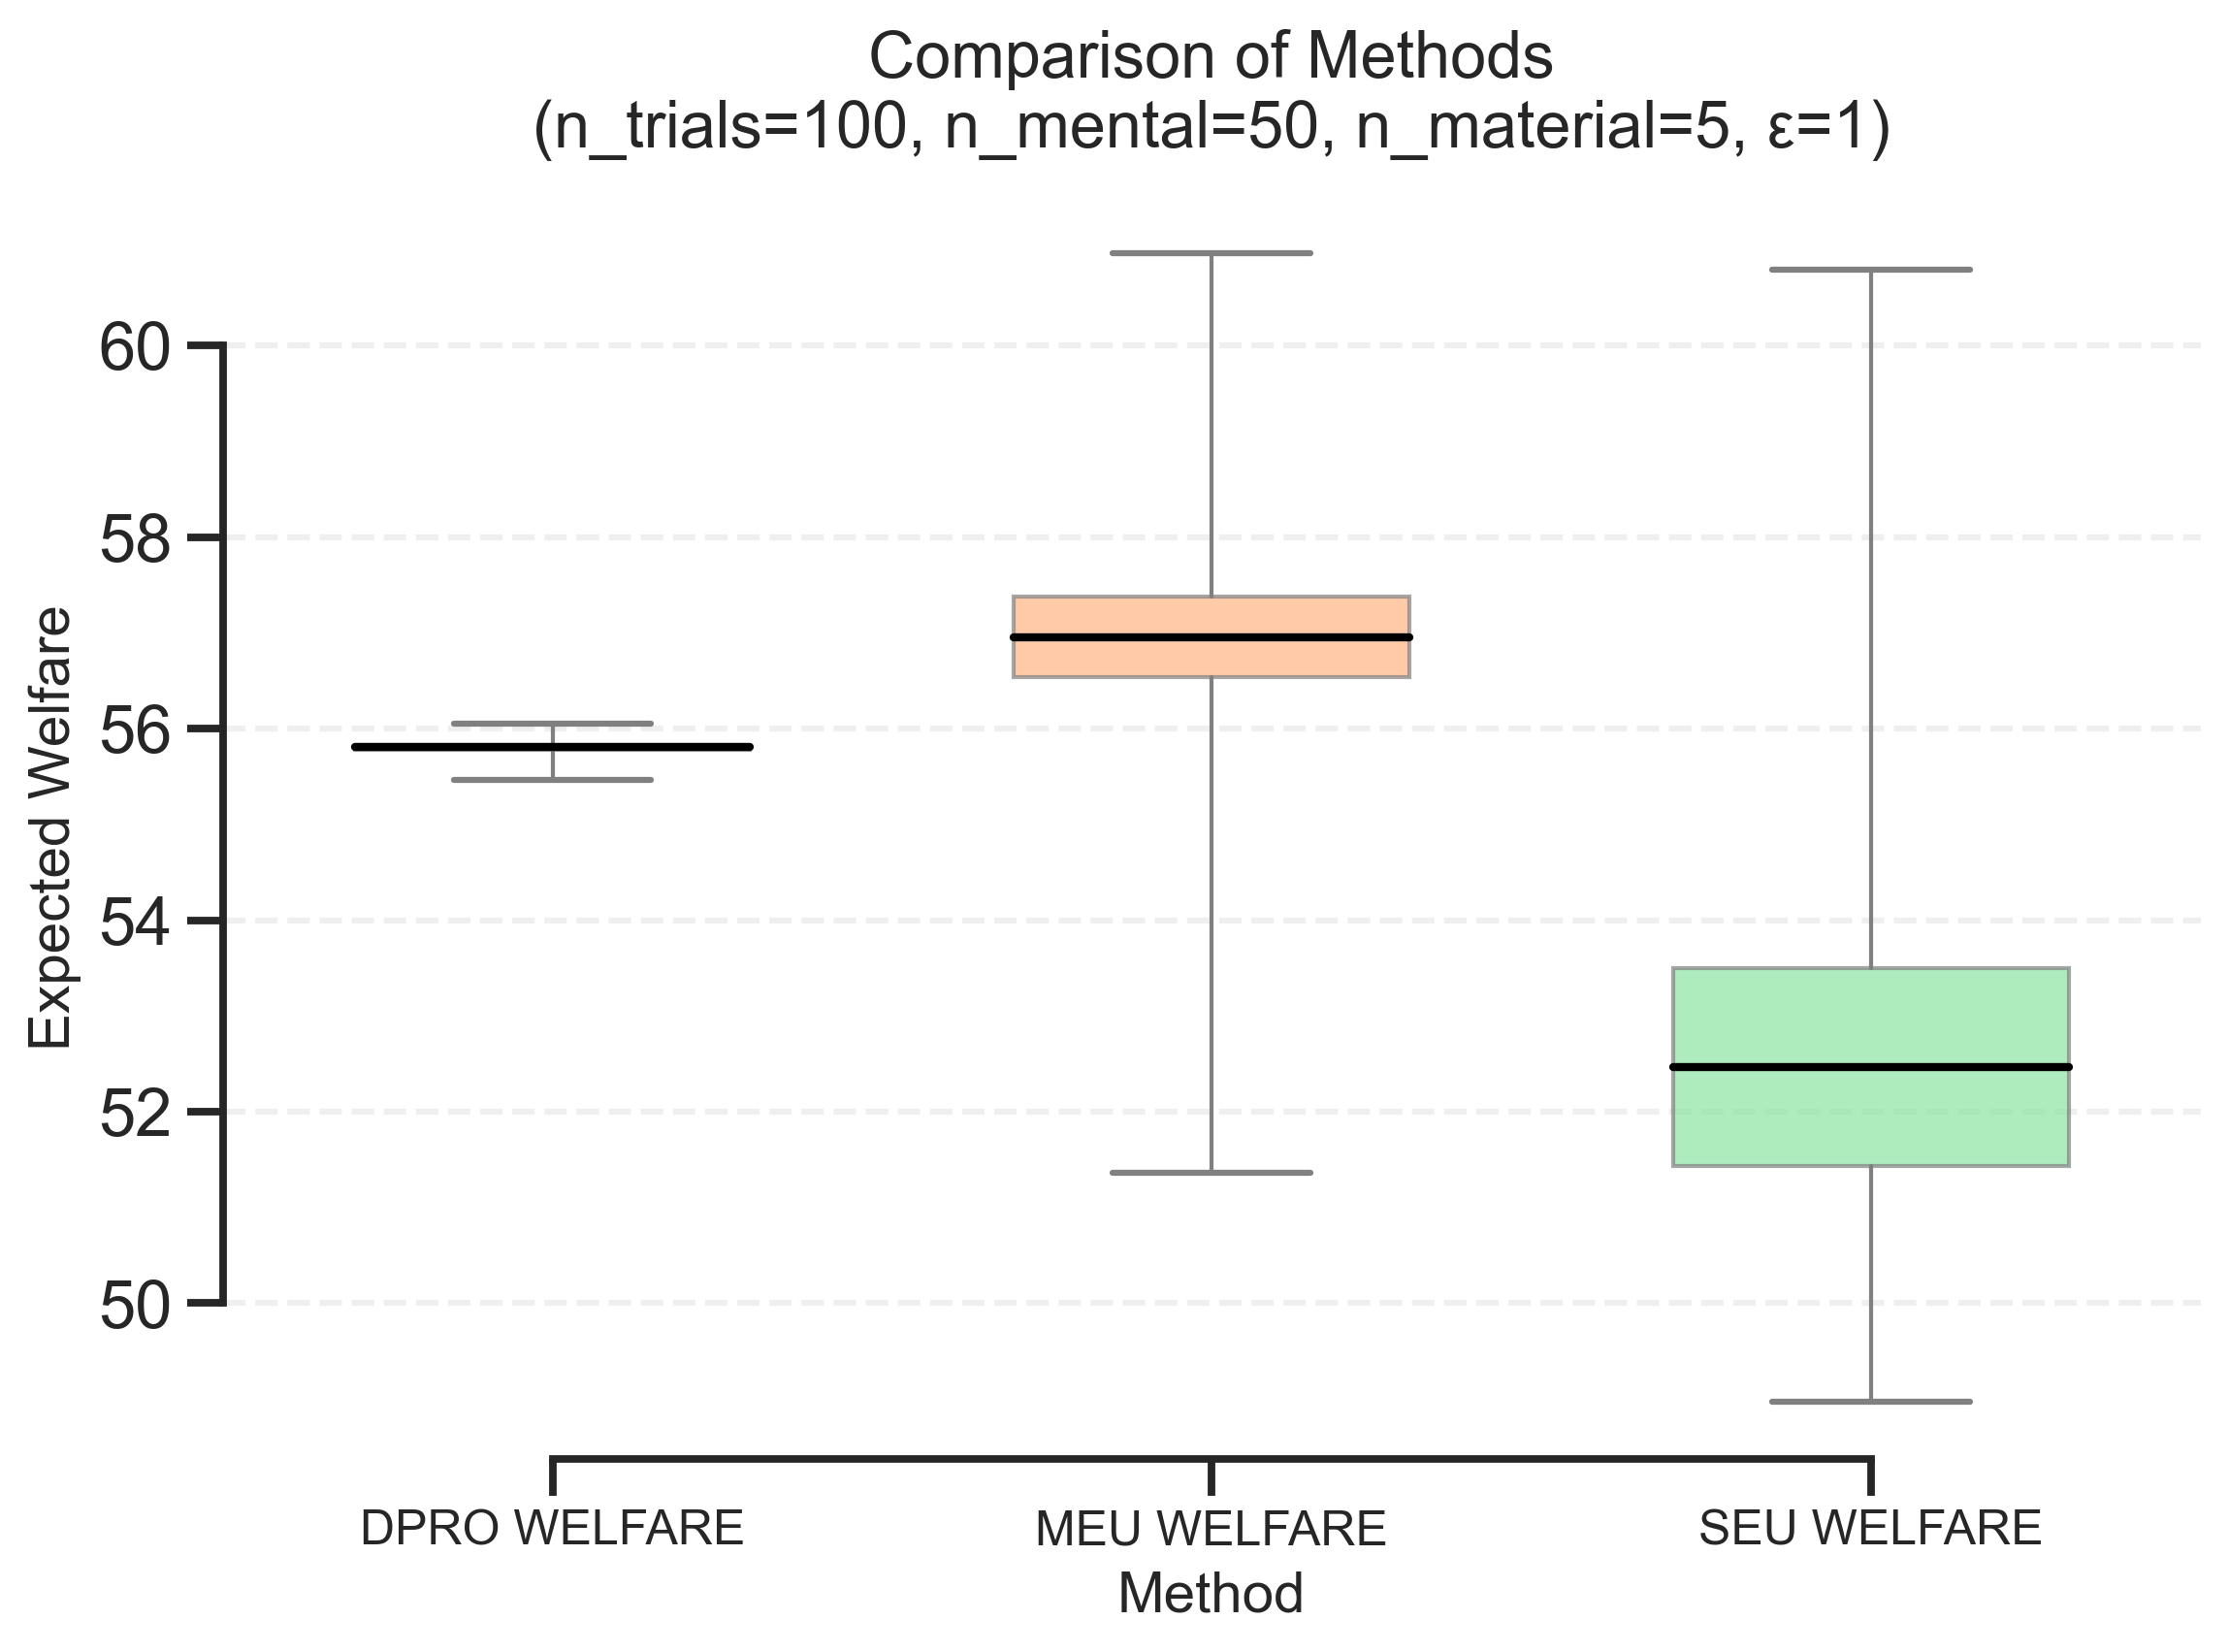 Comparison of Methods
(n_trials=100, n_mental=50, n_material=5, ε=1)
Expected Welfare
60
58
56
54
52
50
DPRO WELFARE
MEU WELFARE
SEU WELFARE
Method